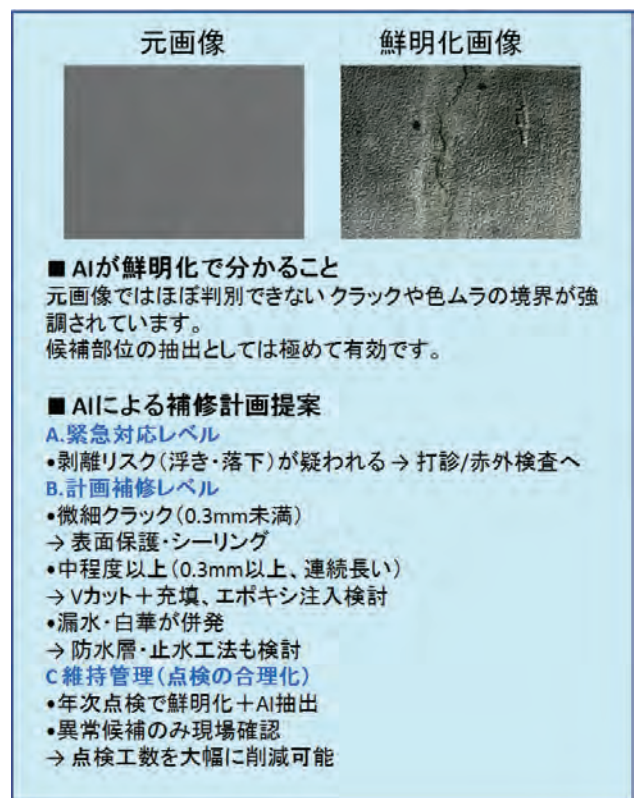 元画像
鮮明化画像
■ AIが鮮明化で分かること
元画像ではほぼ判別できないクラックや色ムラの境界が強
調されています。
候補部位の抽出としては極めて有効です。
■ AIによる補修計画提案
A.緊急対応レベル
•剥離リスク(浮き・落下)が疑われる → 打診/赤外検査へ
B.計画補修レベル
•微細クラック(0.3mm未満)
→ 表面保護・シーリング
•中程度以上(0.3mm以上、連続長い)
→ Vカット＋充填、エポキシ注入検討
•漏水・白華が併発
→ 防水層・止水工法も検討
C 維持管理(点検の合理化)
•年次点検で鮮明化＋AI抽出
•異常候補のみ現場確認
→ 点検工数を大幅に削減可能